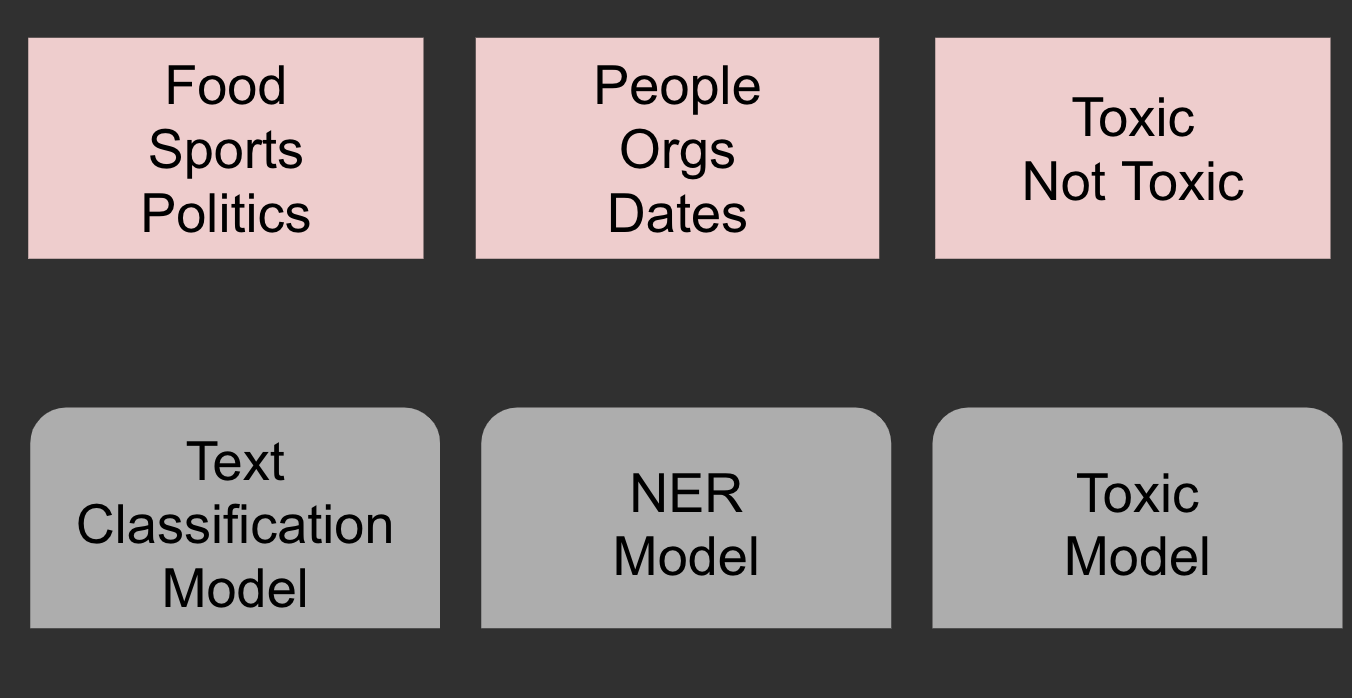 Food
Sports
Politics
People
Orgs
Dates
Toxic
Not Toxic
Text
Classification
Model
NER
Model
Toxic
Model